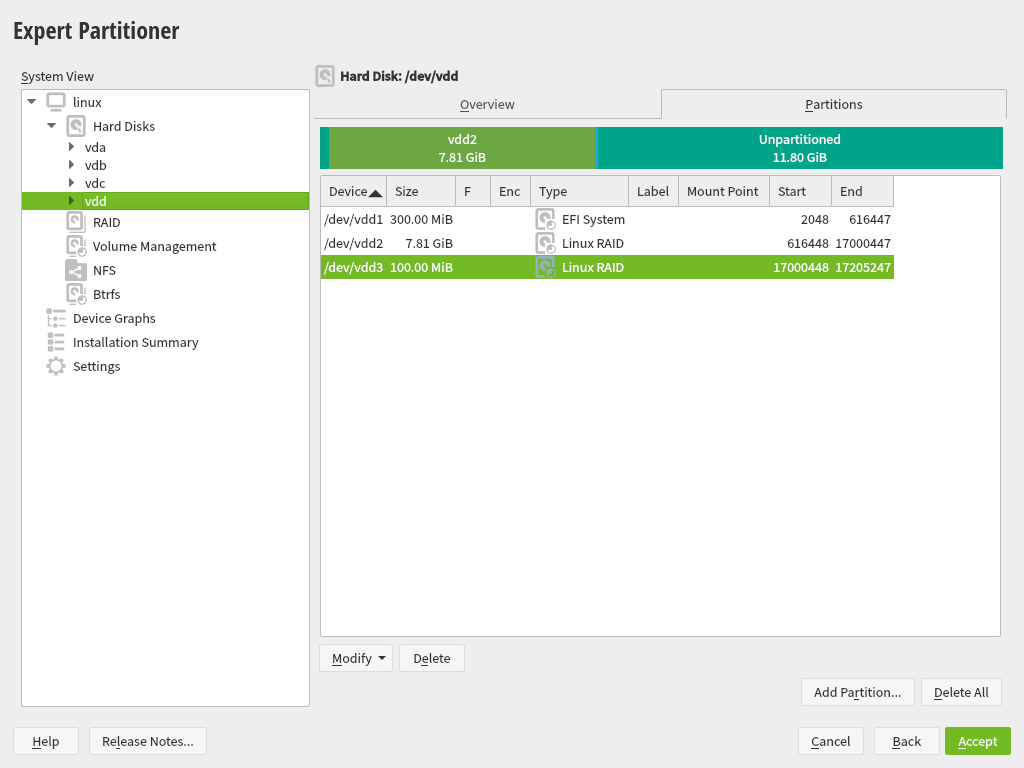 Expert Partitioner
System View
linux
Hard Disks
vda
vdb
vdc
vdd
RAID
Volume Management
NFS
Btrfs
Device Graphs
Installation Summary
Settings
Hard Disk: /dev/vdd
Overview Partitions
vdd2 Unpartitioned
7.81 GiB 11.80 GiB
Device Size F Enc Type Label Mount Point Start End
/dev/vdd1 300.00 MiB EFI System 2048 616447
/dev/vdd2 7.81 GiB Linux RAID 616448 17000447
/dev/vdd3 100.00 MiB Linux RAID 17000448 17205247
Modify Delete
Add Partition... Delete All
Help Release Notes... Cancel Back Accept